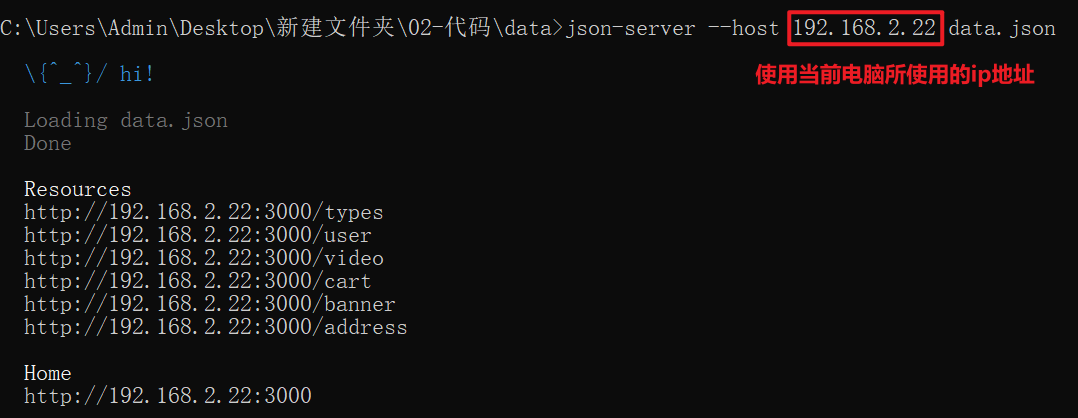 C:\Users\Admin\Desktop\新建文件夹\02-代码\data>json-server --host 192.168.2.22 data.json
\{^_^}/ hi!
使用当前电脑所使用的ip地址
Loading data.json
Done
Resources
http://192.168.2.22:3000/types
http://192.168.2.22:3000/user
http://192.168.2.22:3000/video
http://192.168.2.22:3000/cart
http://192.168.2.22:3000/banner
http://192.168.2.22:3000/address
Home
http://192.168.2.22:3000